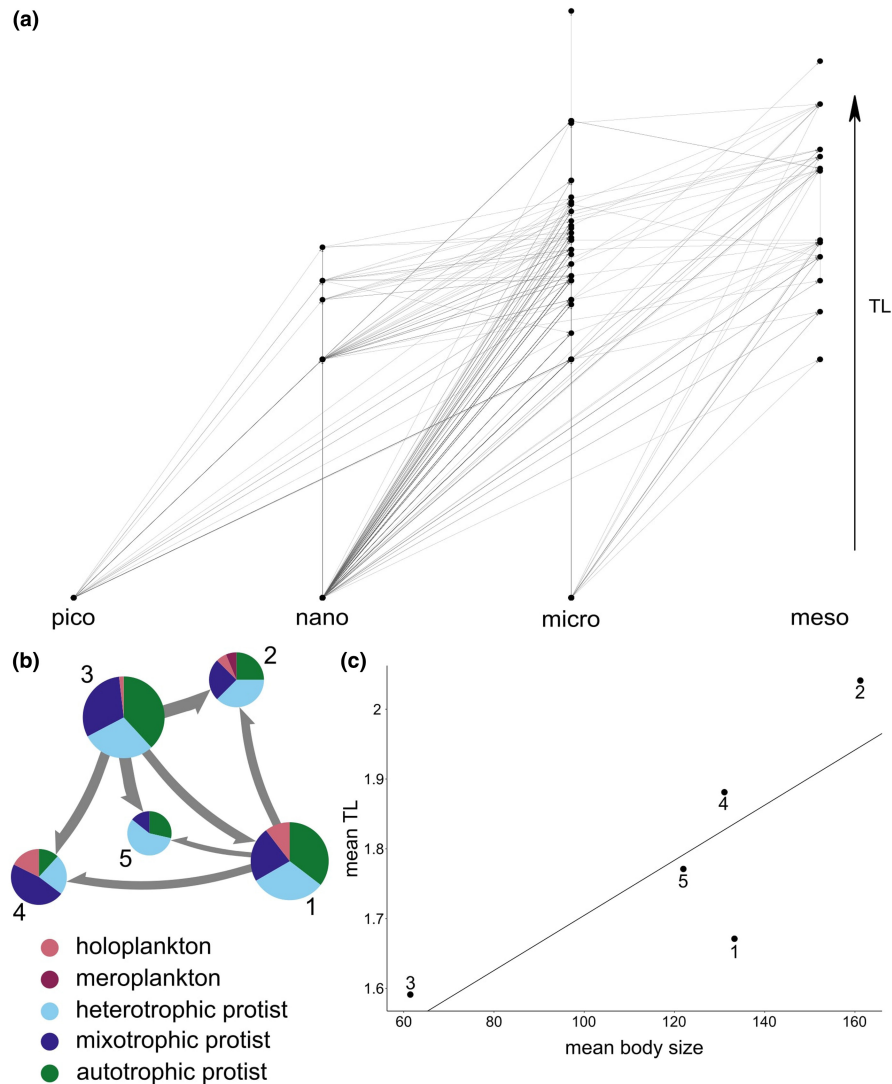 (a)
TL
pico nano micro meso
(b)
3
2
5
4
1
holoplankton
meroplankton
heterotrophic protist
mixotrophic protist
autotrophic protist
(c)
mean TL
2
1.9
1.8
1.7
1.6
2
4
5
1
3
60 80 100 120 140 160
mean body size